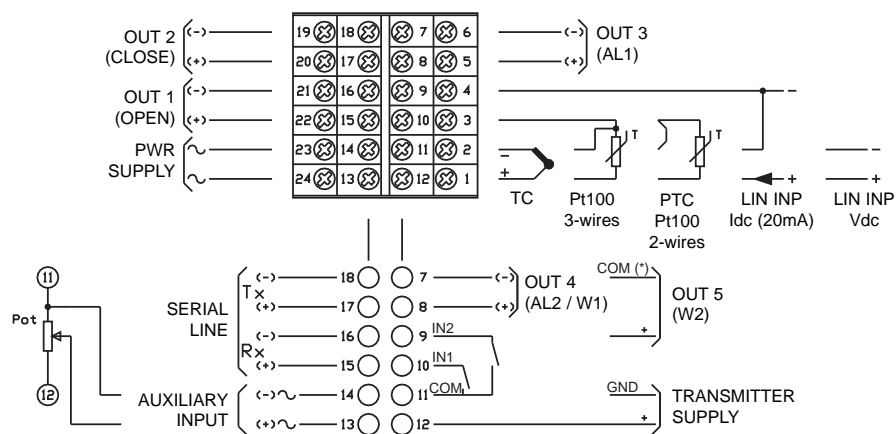 OUT 2 (-) 19 18 7 6 (-) OUT 3
(CLOSE) (+) 20 17 8 5 (+) (AL1)
OUT 1 (-) 21 16 9 4 -
(OPEN) (+) 22 15 10 3 T T
PWR ~ 23 14 11 2 - -
SUPPLY ~ 24 13 12 1 + + +
TC Pt100 PTC LIN INP LIN INP
3-wires Pt100 Idc (20mA) Vdc
2-wires
11 (-) 18 7 (-) OUT 4 COM (*) OUT 5
SERIAL Tx (+) 17 8 (+) (AL2 / W1) (W2)
Pot LINE (-) 16 9 IN2 +
Rx (+) 15 10 IN1
12 AUXILIARY (-)~ 14 11 COM GND TRANSMITTER
INPUT (+)~ 13 12 + SUPPLY